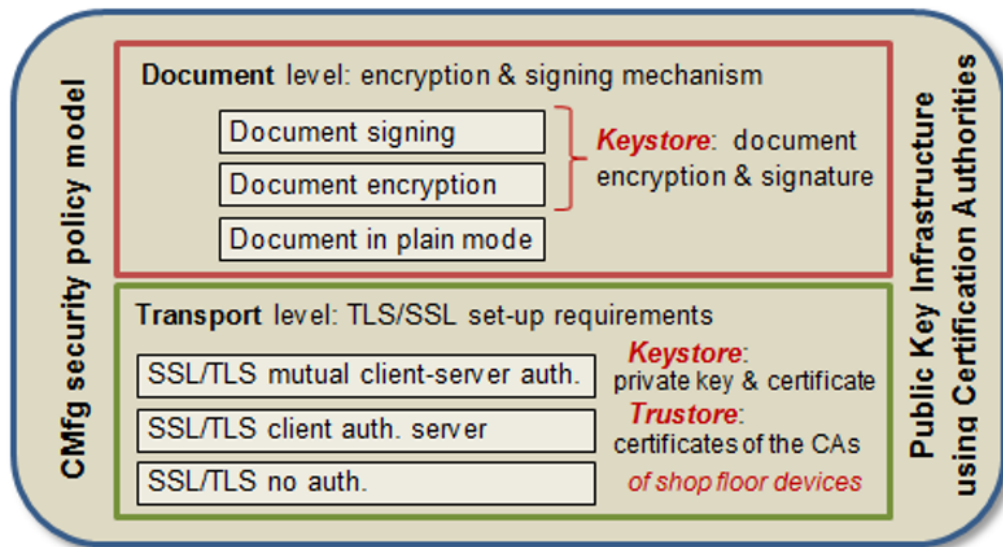 CMfg security policy model
Document level: encryption & signing mechanism
Document signing
Document encryption
Document in plain mode
Keystore: document
encryption & signature
Transport level: TLS/SSL set-up requirements
SSL/TLS mutual client-server auth.
SSL/TLS client auth. server
SSL/TLS no auth.
Keystore:
private key & certificate
Trustore:
certificates of the CAs
of shop floor devices
Public Key Infrastructure
using Certification Authorities